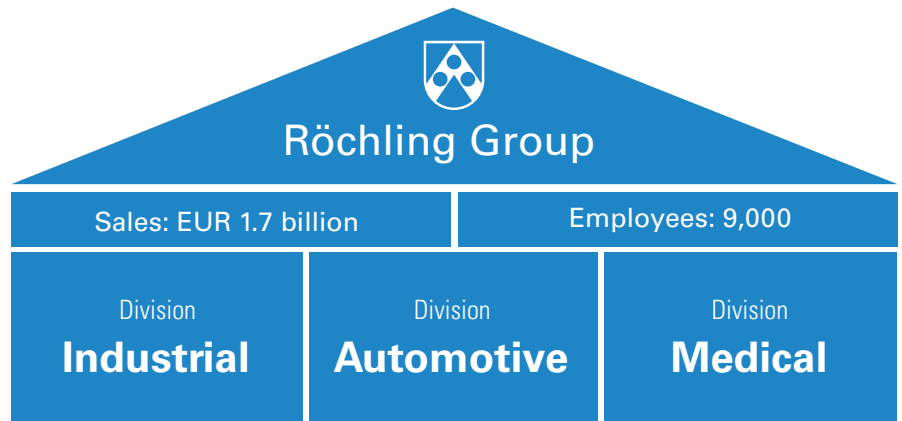 Röchling Group
Sales: EUR 1.7 billion
Employees: 9,000
Division
Industrial
Division
Automotive
Division
Medical